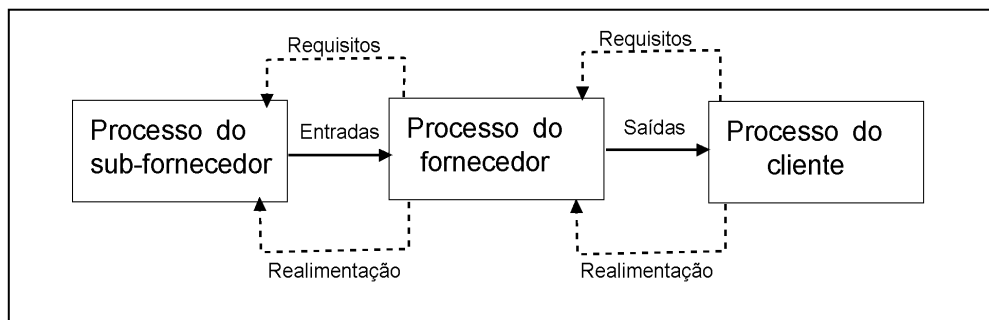 Requisitos
Requisitos
Processo do
sub-fornecedor
Entradas
Processo do
fornecedor
Saídas
Processo do
cliente
Realimentação
Realimentação